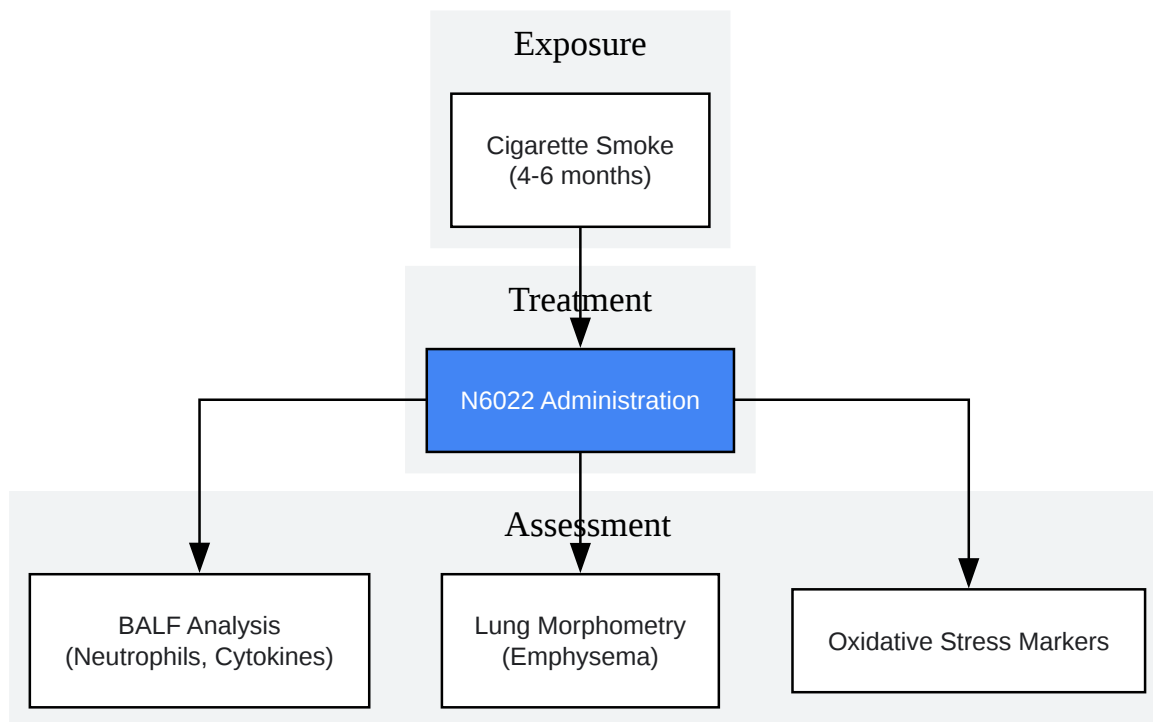 Exposure
Cigarette Smoke
(4-6 months)
Treatment
N6022 Administration
Assessment
BALF Analysis
(Neutrophils, Cytokines)
Lung Morphometry
(Emphysema)
Oxidative Stress Markers